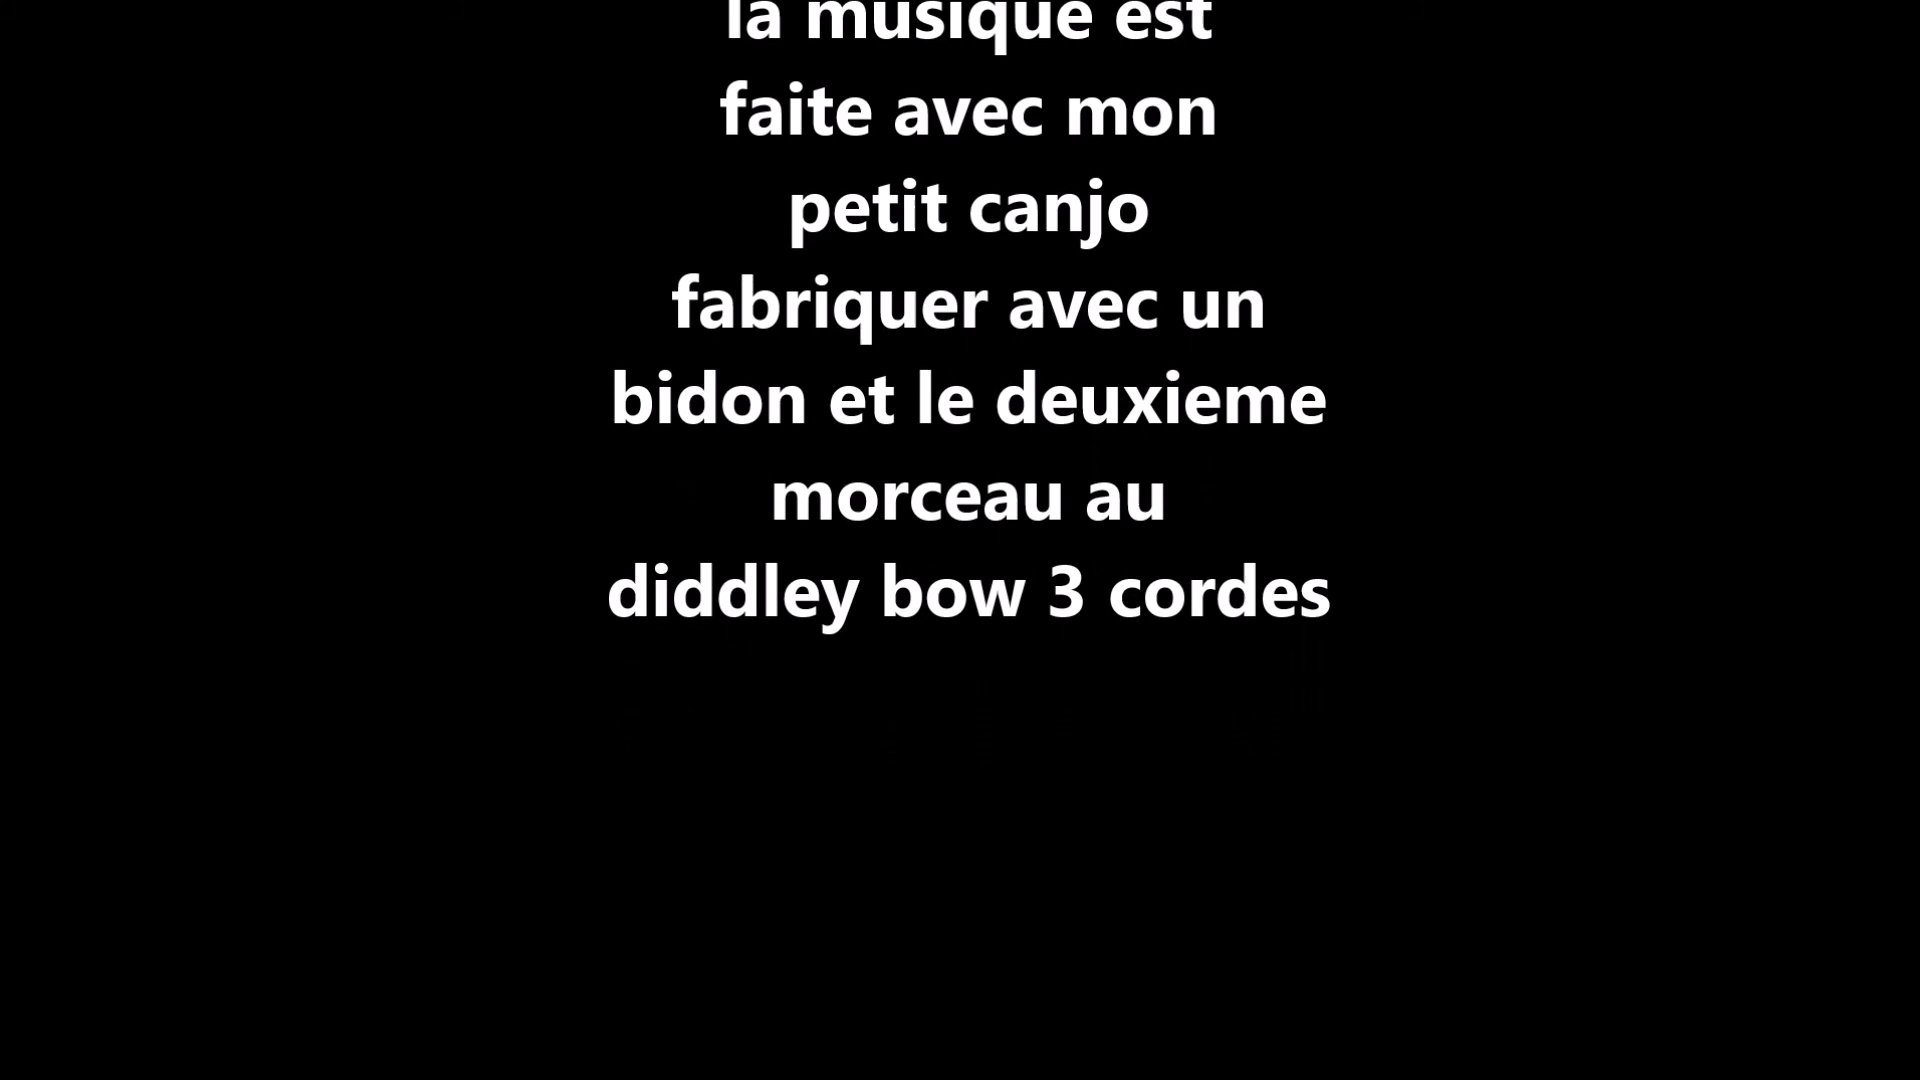 la musique est
faite avec mon
petit canjo
fabriquer avec un
bidon et le deuxieme
morceau au
diddley bow 3 cordes